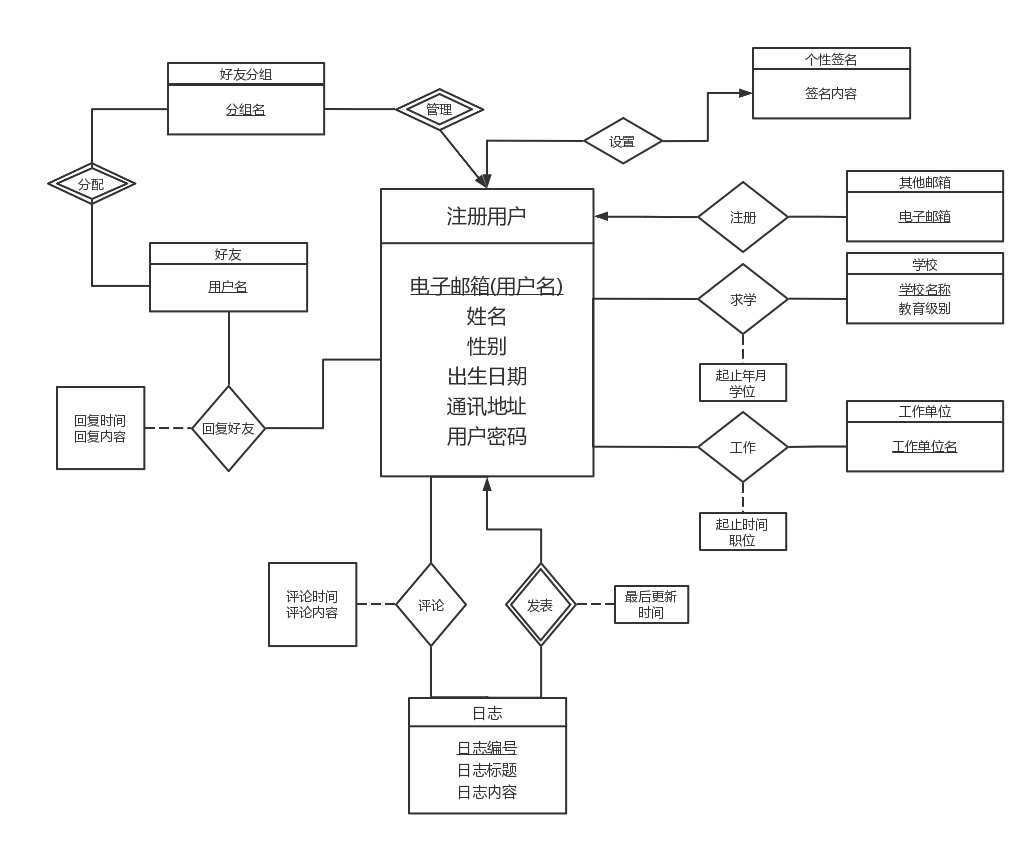 个性签名
签名内容
好友分组
分组名
管理
设置
分配
注册用户
电子邮箱(用户名)
姓名
性别
出生日期
通讯地址
用户密码
注册
其他邮箱
电子邮箱
好友
用户名
求学
学校
学校名称
教育级别
起止年月
学位
回复时间
回复内容
回复好友
工作
工作单位
工作单位名
起止时间
职位
评论时间
评论内容
评论
发表
最后更新
时间
日志
日志编号
日志标题
日志内容